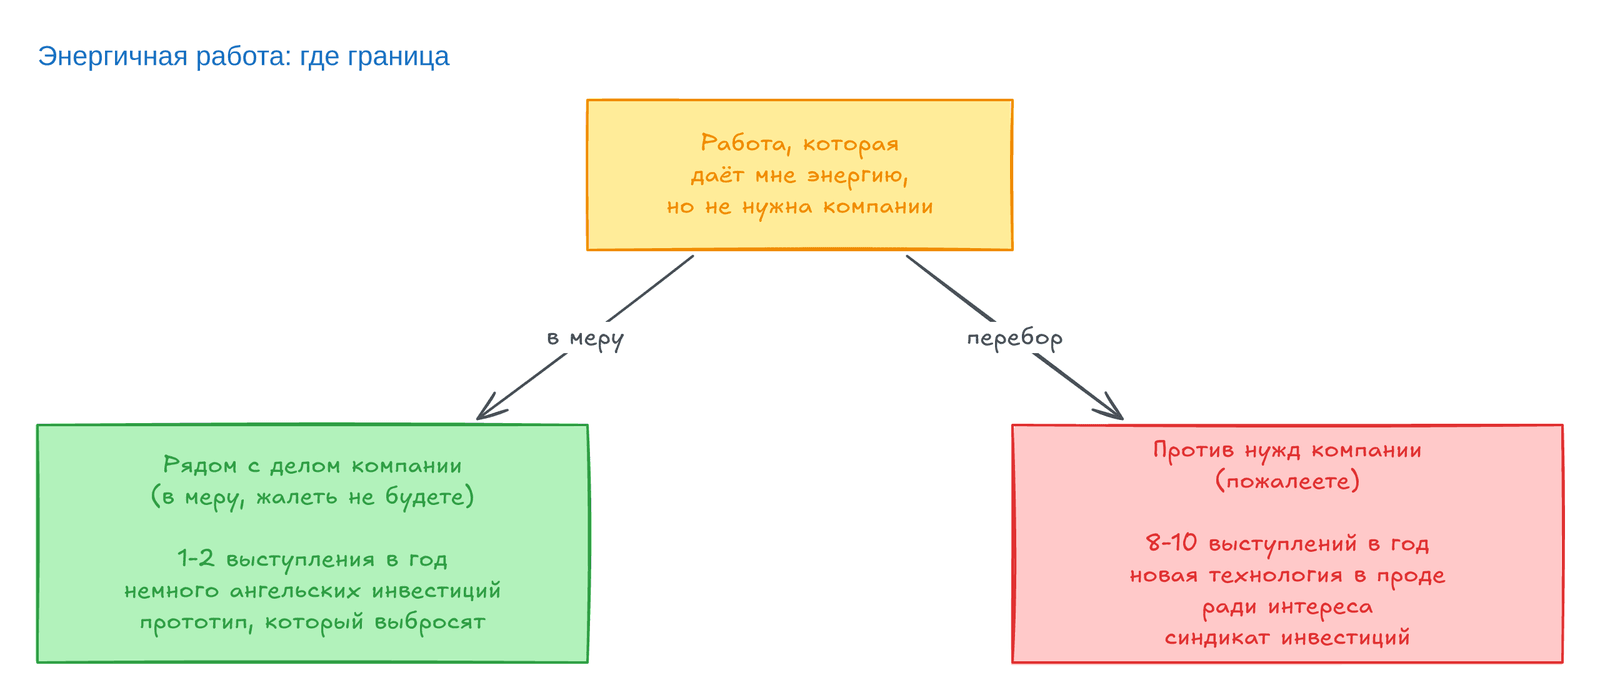 Энергичная работа: где граница
Работа, которая
даёт мне энергию,
но не нужна компании
в меру
перебор
Рядом с делом компании
(в меру, жалеть не будете)
1-2 выступления в год
немного ангельских инвестиций
прототип, который выбросят
Против нужд компании
(пожалеете)
8-10 выступлений в год
новая технология в проде
ради интереса
синдикат инвестиций